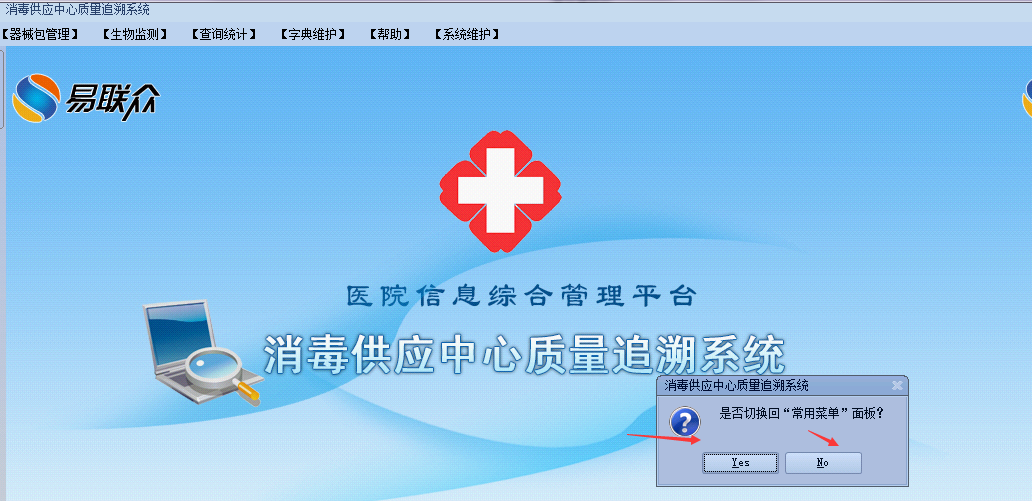 消毒供应中心质量追溯系统
【器械包管理】 【生物监测】 【查询统计】 【字典维护】 【帮助】 【系统维护】
易联众
医院信息综合管理平台
消毒供应中心质量追溯系统
消毒供应中心质量追溯系统
是否切换回“常用菜单”面板?
Yes No